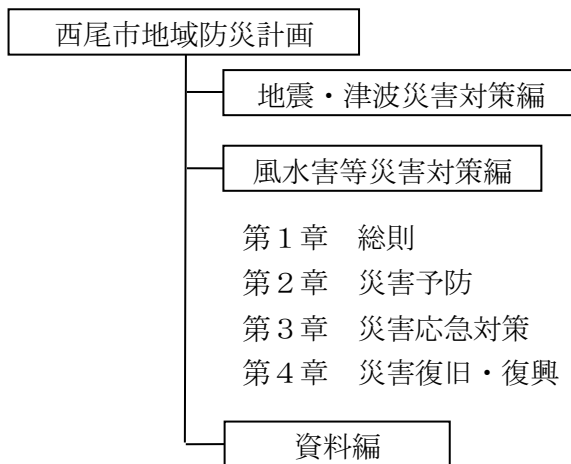 西尾市地域防災計画
地震・津波災害対策編
風水害等災害対策編
第１章　総則
第２章　災害予防
第３章　災害応急対策
第４章　災害復旧・復興
資料編